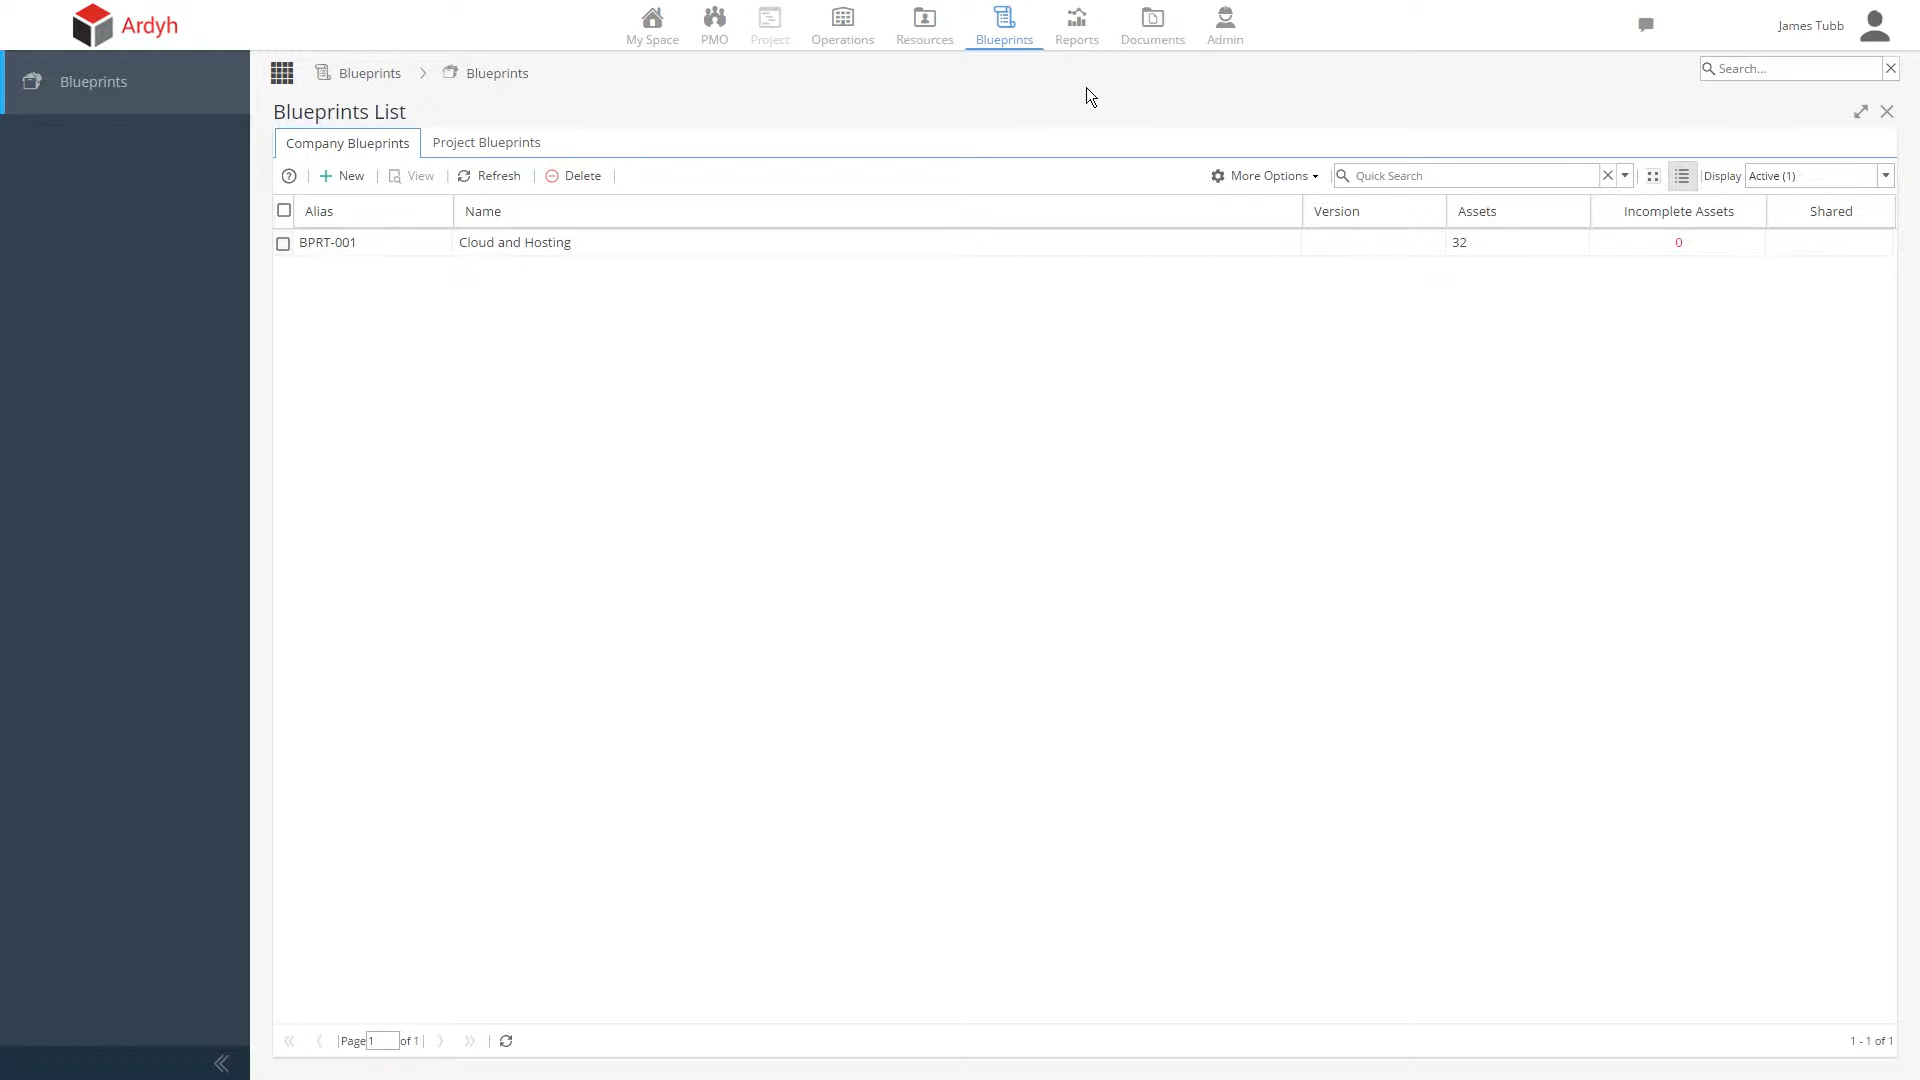 Ardyh
My Space PMO Project Operations Resources Blueprints Reports Documents Admin
James Tubb
Blueprints
Blueprints Blueprints
Search...
Blueprints List
Company Blueprints Project Blueprints
New View Refresh Delete More Options Quick Search Display Active (1)
Alias Name Version Assets Incomplete Assets Shared
BPRT-001 Cloud and Hosting 32 0
Page 1 of 1
1 - 1 of 1